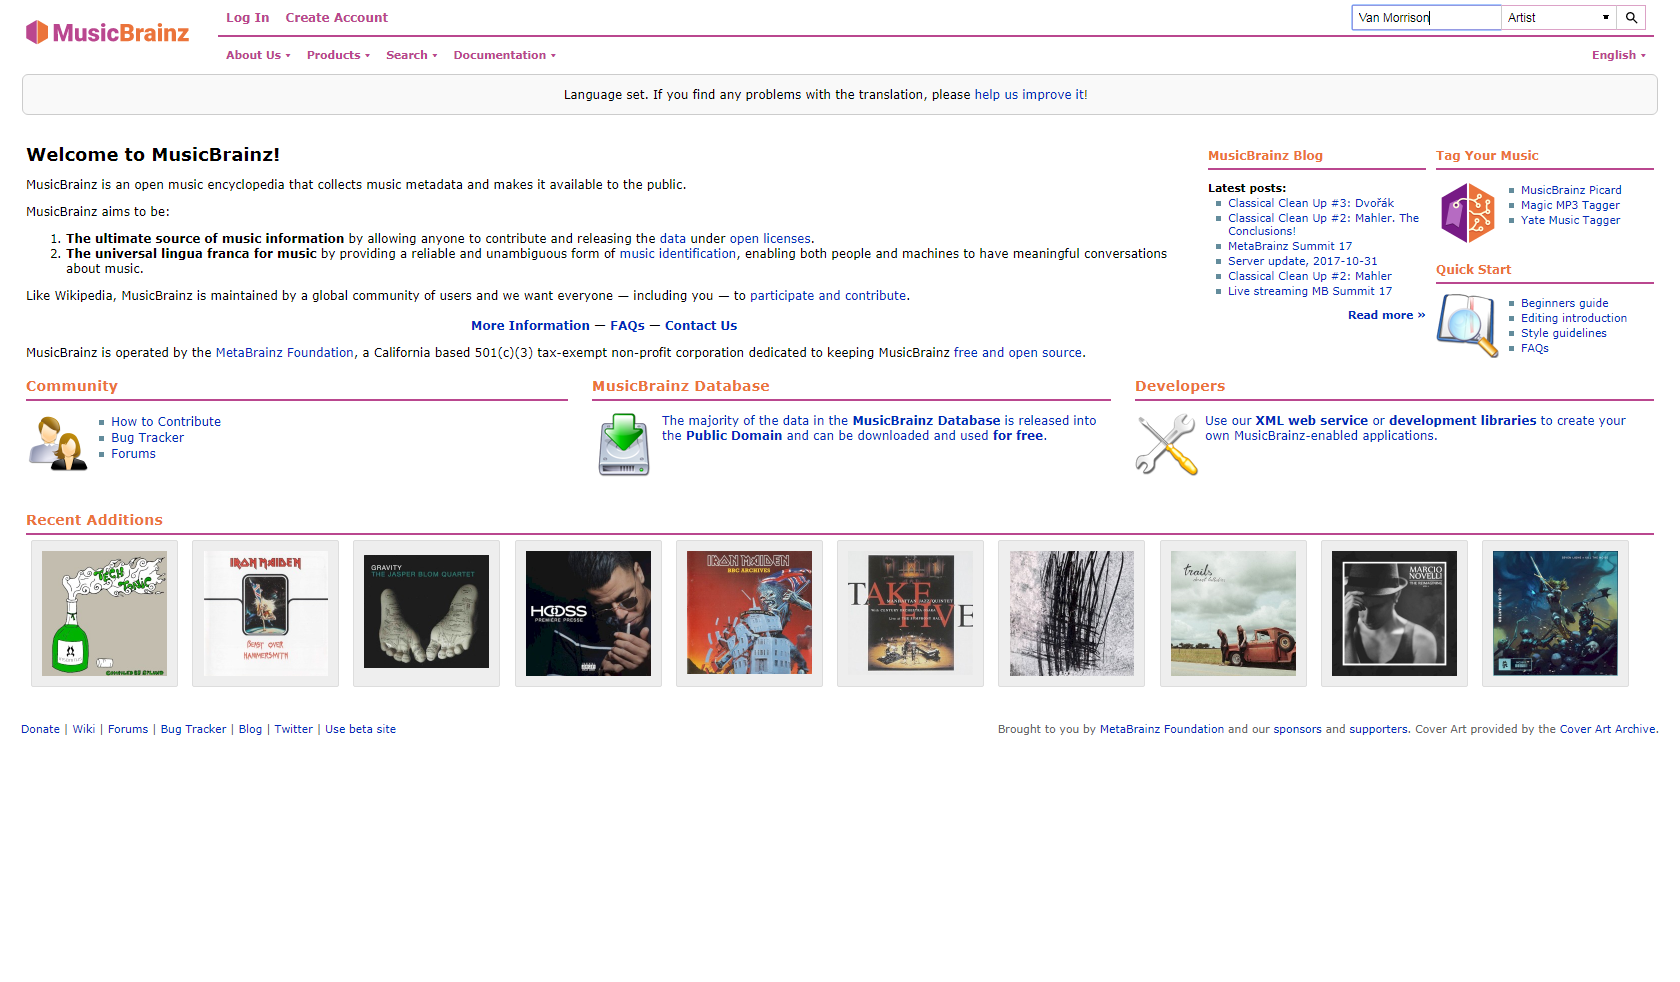 MusicBrainz
Log In Create Account
Van Morrison Artist
About Us Products Search Documentation English
Language set. If you find any problems with the translation, please help us improve it!
Welcome to MusicBrainz!
MusicBrainz is an open music encyclopedia that collects music metadata and makes it available to the public.
MusicBrainz aims to be:
1. The ultimate source of music information by allowing anyone to contribute and releasing the data under open licenses.
2. The universal lingua franca for music by providing a reliable and unambiguous form of music identification, enabling both people and machines to have meaningful conversations
about music.
Like Wikipedia, MusicBrainz is maintained by a global community of users and we want everyone — including you — to participate and contribute.
More Information — FAQs — Contact Us
MusicBrainz is operated by the MetaBrainz Foundation, a California based 501(c)(3) tax-exempt non-profit corporation dedicated to keeping MusicBrainz free and open source.
MusicBrainz Blog
Latest posts:
Classical Clean Up #3: Dvořák
Classical Clean Up #2: Mahler. The
Conclusions!
MetaBrainz Summit 17
Server update, 2017-10-31
Classical Clean Up #2: Mahler
Live streaming MB Summit 17
Read more »
Tag Your Music
MusicBrainz Picard
Magic MP3 Tagger
Yate Music Tagger
Quick Start
Beginners guide
Editing introduction
Style guidelines
FAQs
Community
How to Contribute
Bug Tracker
Forums
MusicBrainz Database
The majority of the data in the MusicBrainz Database is released into
the Public Domain and can be downloaded and used for free.
Developers
Use our XML web service or development libraries to create your
own MusicBrainz-enabled applications.
Recent Additions
TECH TONIC
IRON MAIDEN
BEAST OVER
HAMMERSMITH
GRAVITY
THE JASPER BLOM QUARTET
HOOSS
PREMIÈRE PRESSE
IRON MAIDEN
BBC ARCHIVES
TAKE
MANHATTAN JAZZ QUINTET
FIVE
trails
MARCIO
NOVELLI
Donate | Wiki | Forums | Bug Tracker | Blog | Twitter | Use beta site
Brought to you by MetaBrainz Foundation and our sponsors and supporters. Cover Art provided by the Cover Art Archive.